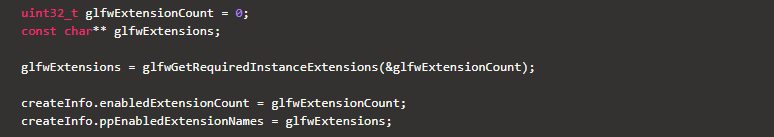 uint32_t glfwExtensionCount = 0;
const char** glfwExtensions;
glfwExtensions = glfwGetRequiredInstanceExtensions(&glfwExtensionCount);
createInfo.enabledExtensionCount = glfwExtensionCount;
createInfo.ppEnabledExtensionNames = glfwExtensions;